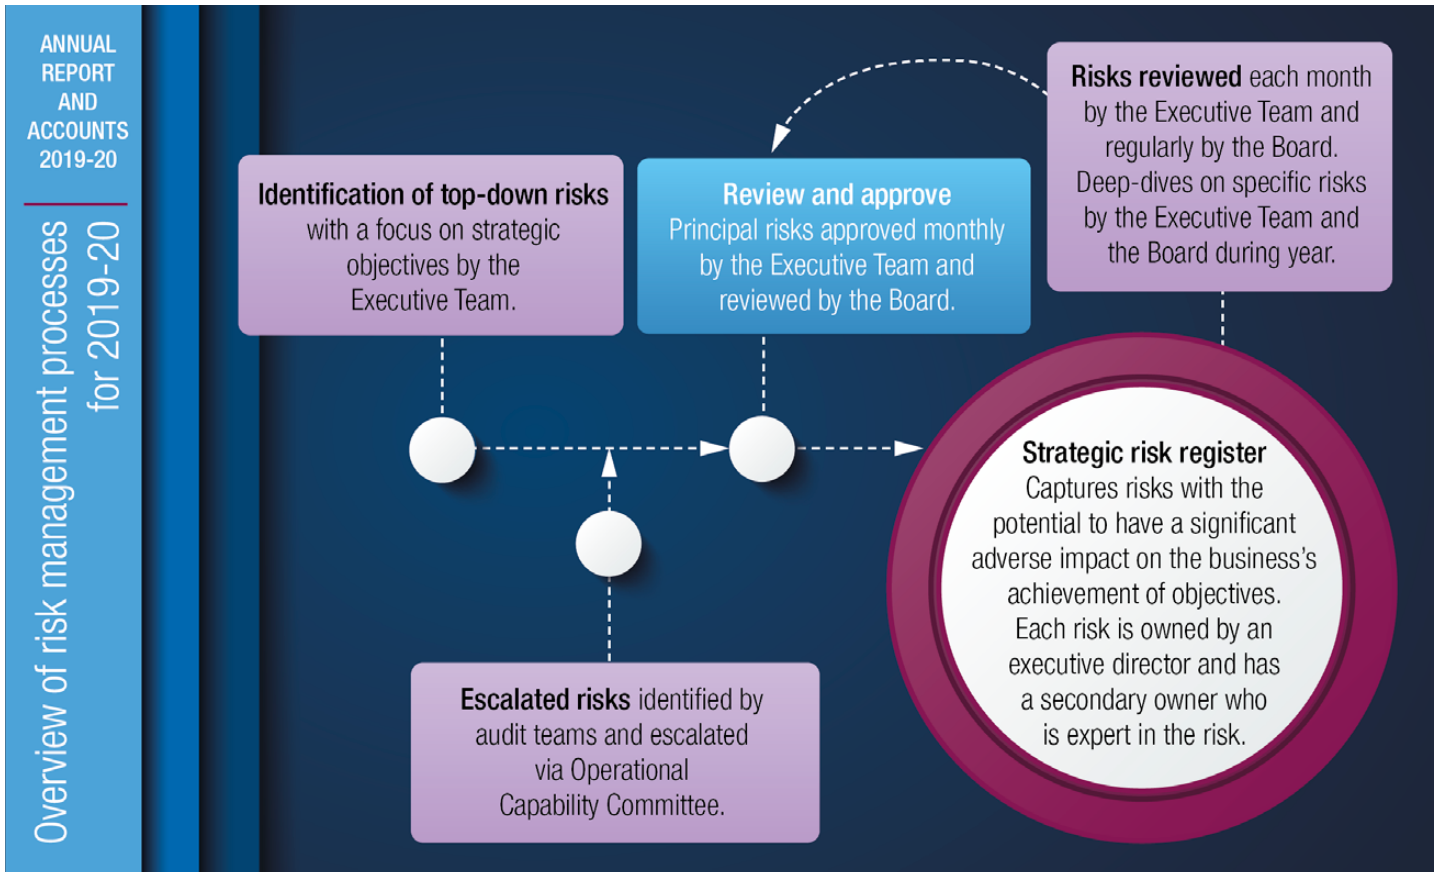 ANNUAL
REPORT
AND
ACCOUNTS
2019-20
Overview of risk management processes
for 2019-20
Identification of top-down risks
with a focus on strategic
objectives by the
Executive Team.
Review and approve
Principal risks approved monthly
by the Executive Team and
reviewed by the Board.
Risks reviewed each month
by the Executive Team and
regularly by the Board.
Deep-dives on specific risks
by the Executive Team and
the Board during year.
Strategic risk register
Captures risks with the
potential to have a significant
adverse impact on the business’s
achievement of objectives.
Each risk is owned by an
executive director and has
a secondary owner who
is expert in the risk.
Escalated risks identified by
audit teams and escalated
via Operational
Capability Committee.